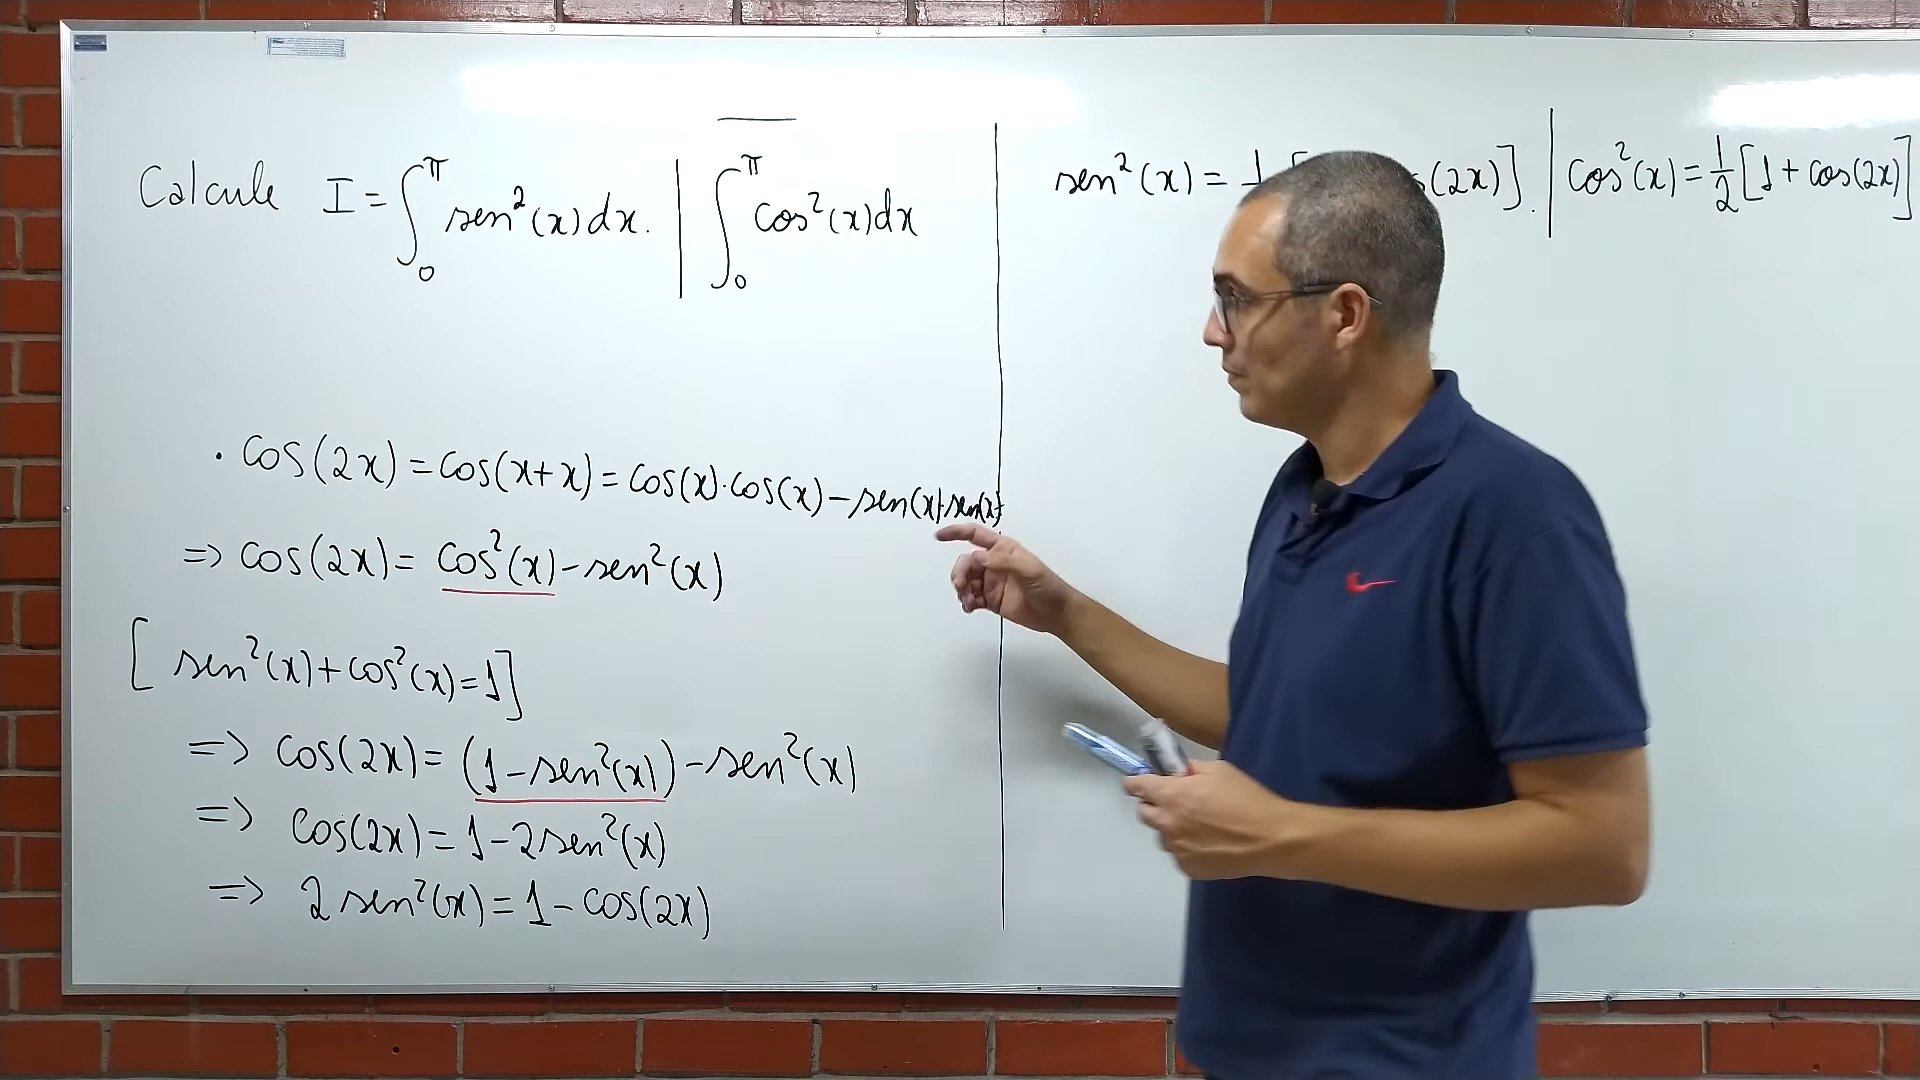 Calcule I = ∫₀^π sen²(x)dx. | ∫₀^π cos²(x)dx
· cos(2x) = cos(x+x) = cos(x)·cos(x) − sen(x)·sen(x)
=> cos(2x) = cos²(x) − sen²(x)
[sen²(x) + cos²(x) = 1]
=> cos(2x) = (1 − sen²(x)) − sen²(x)
=> cos(2x) = 1 − 2sen²(x)
=> 2sen²(x) = 1 − cos(2x)
sen²(x) = 1 [ s(2x)]. | cos²(x) = 1/2 [1 + cos(2x)]